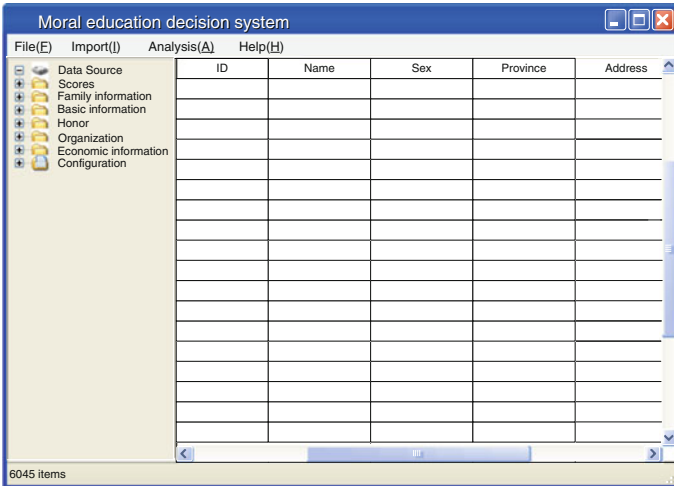 Moral education decision system
File(F) Import(I) Analysis(A) Help(H)
Data Source
Scores
Family information
Basic information
Honor
Organization
Economic information
Configuration
ID Name Sex Province Address
6045 items